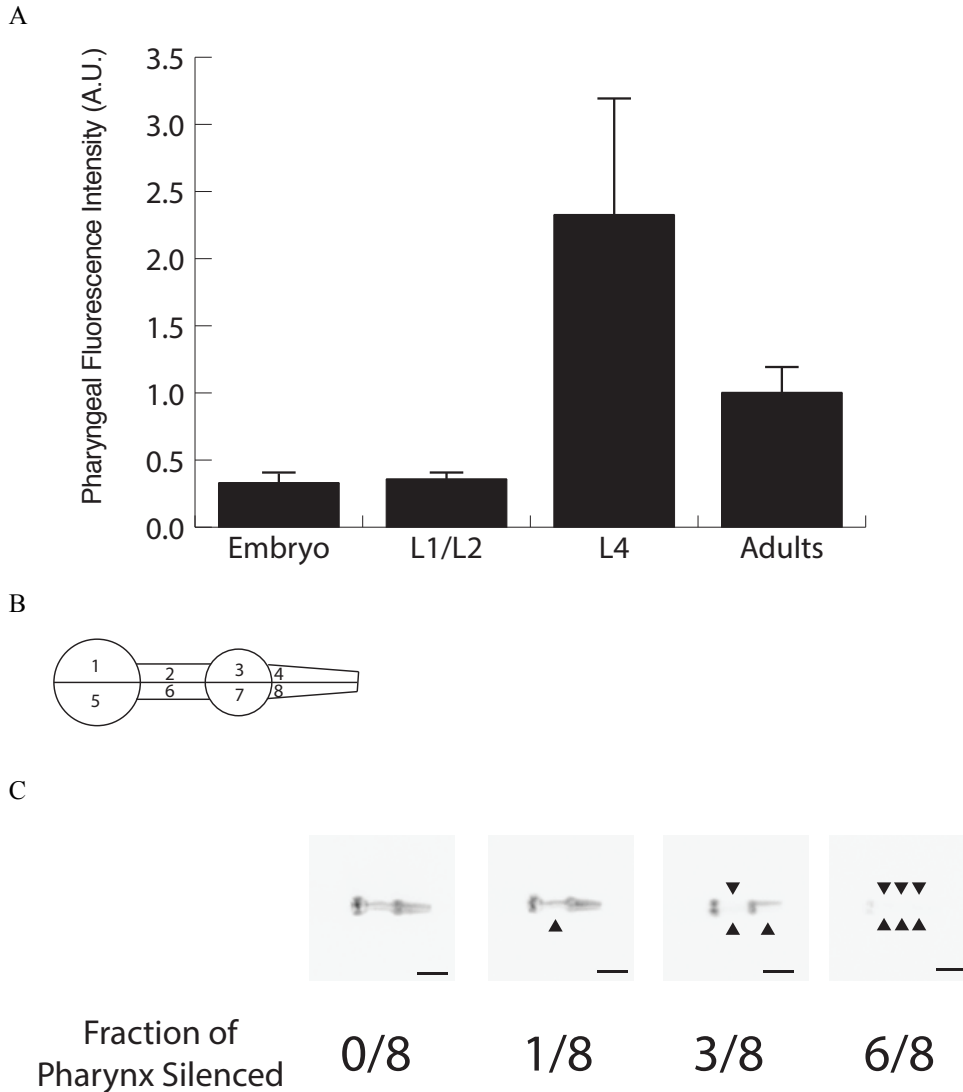 A
Pharyngeal Fluorescence Intensity (A.U.)
3.5
3.0
2.5
2.0
1.5
1.0
0.5
0.0
Embryo L1/L2 L4 Adults
B
1 2 3 4
5 6 7 8
C
Fraction of
Pharynx Silenced
0/8 1/8 3/8 6/8